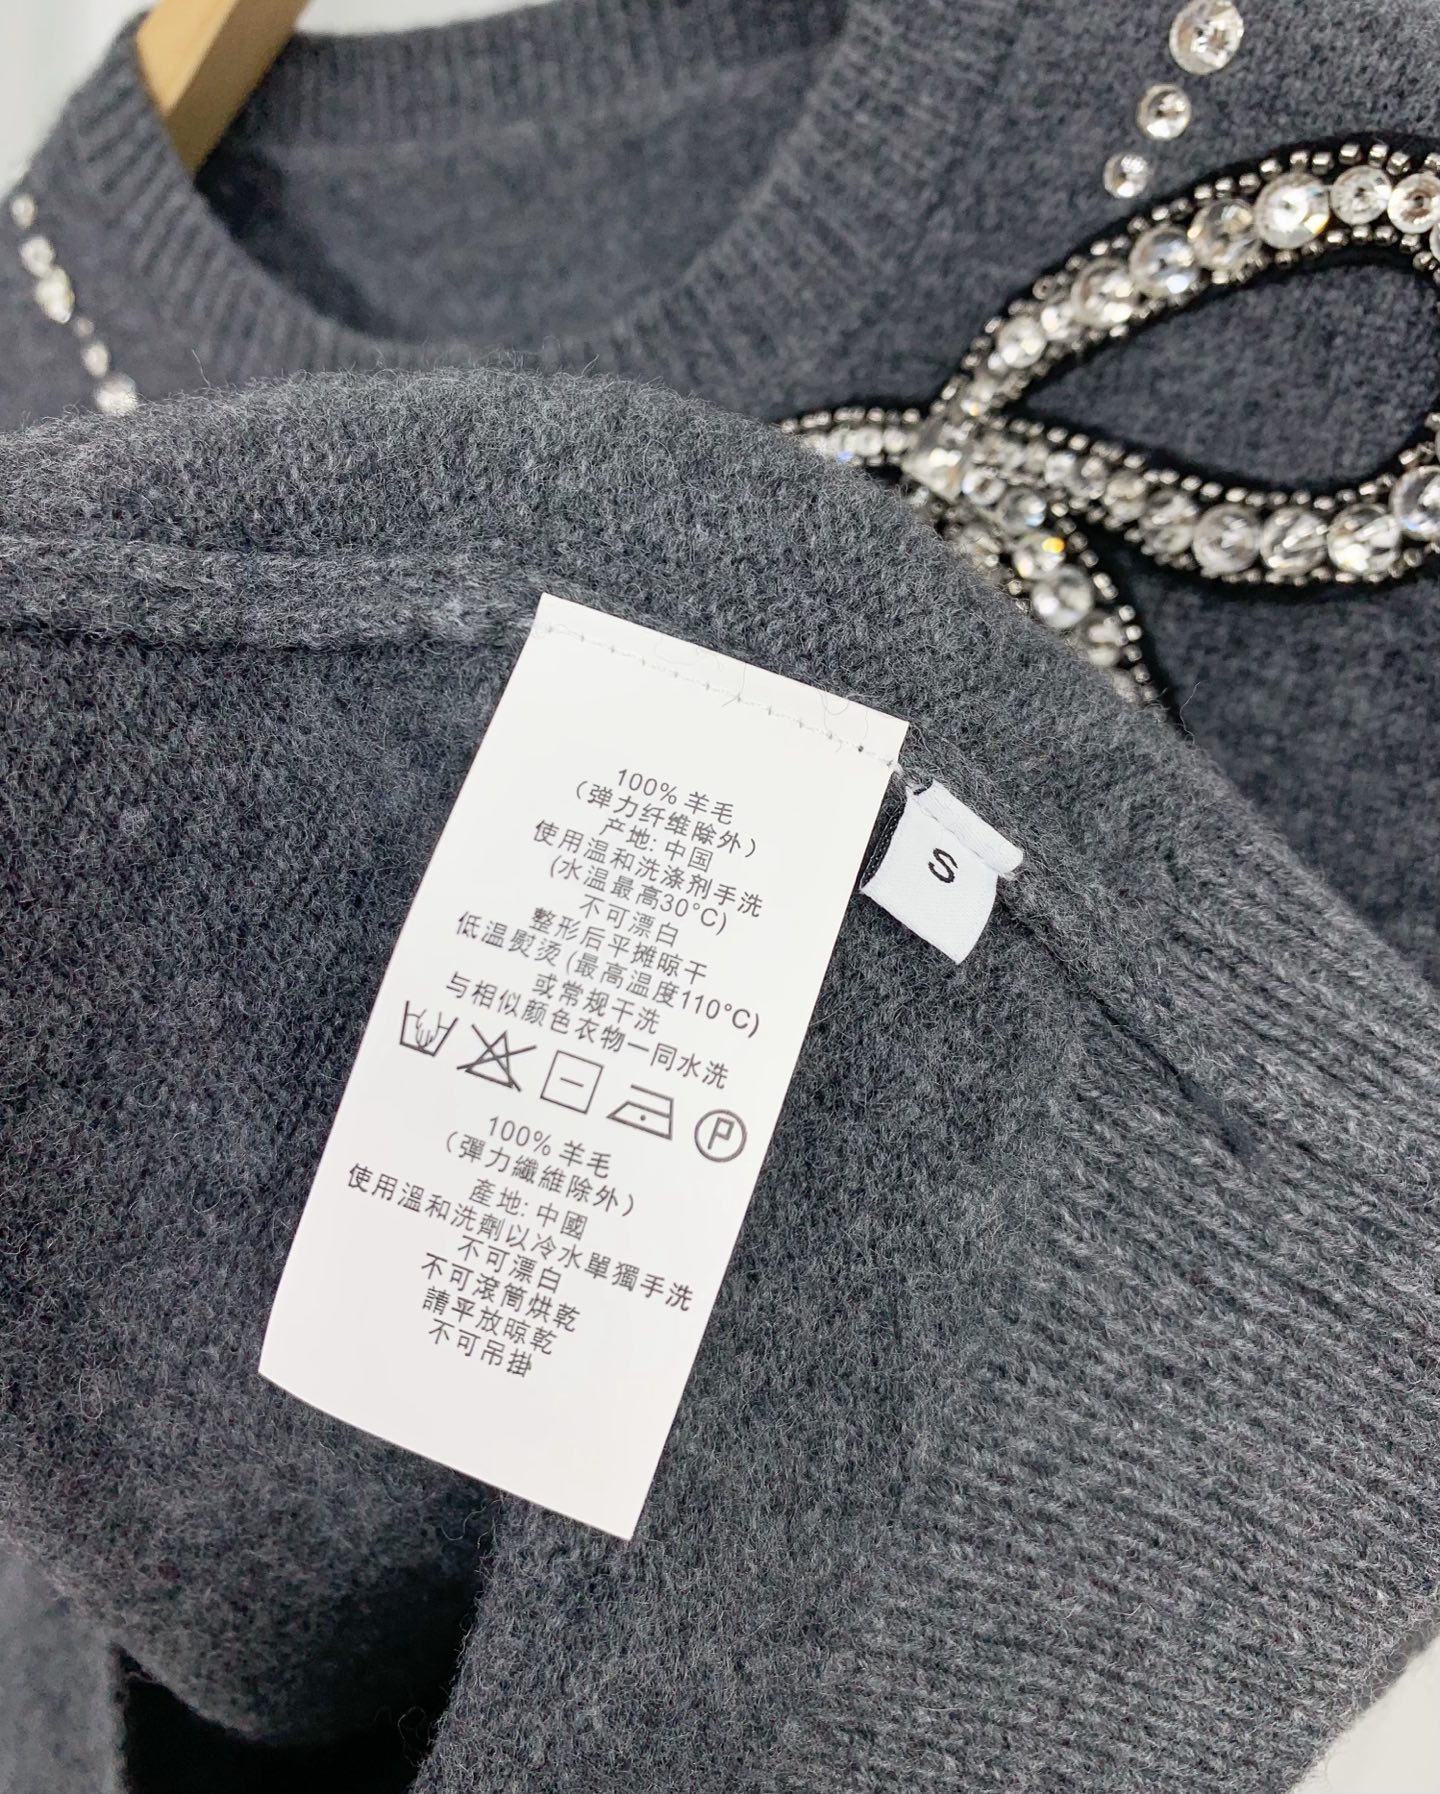 100% 羊毛
（弹力纤维除外）
产地: 中国
使用温和洗涤剂手洗
(水温最高30°C)
不可漂白
整形后平摊晾干
低温熨烫(最高温度110°C)
或常规干洗
与相似颜色衣物一同水洗
P
100% 羊毛
（彈力纖維除外）
產地: 中國
使用溫和洗劑以冷水單獨手洗
不可漂白
不可滾筒烘乾
請平放晾乾
不可吊掛
S